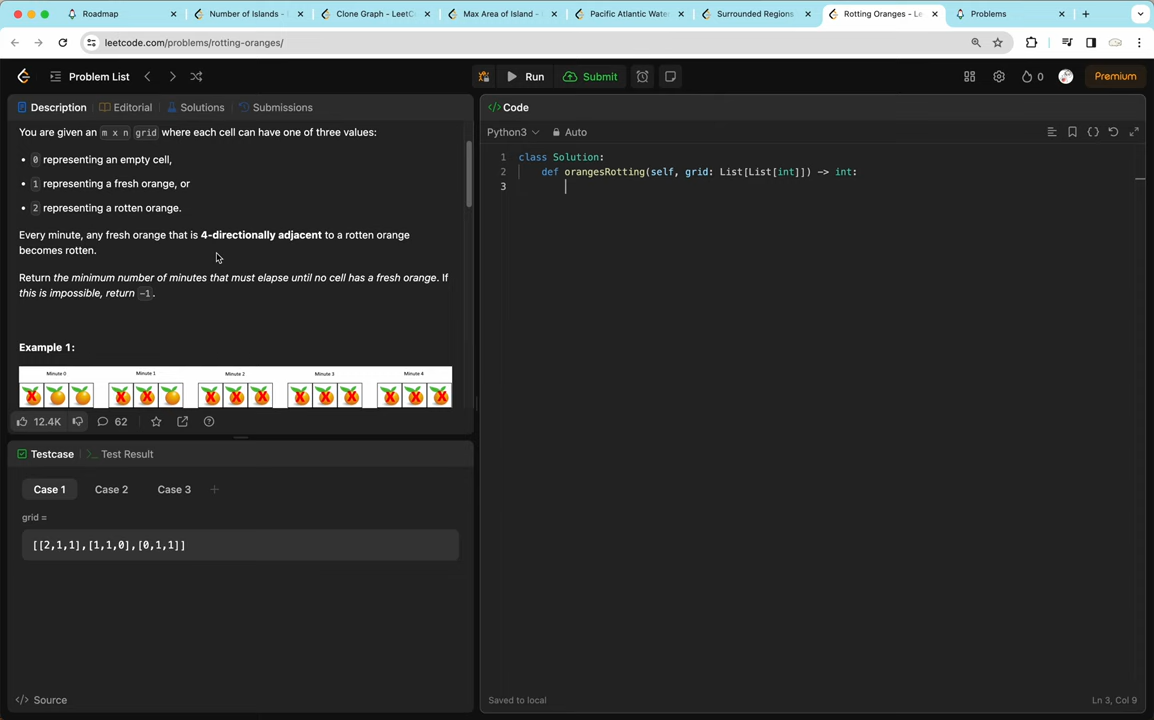 Roadmap
Number of Islands -
Clone Graph - LeetC
Max Area of Island -
Pacific Atlantic Water
Surrounded Regions
Rotting Oranges - Le
Problems
leetcode.com/problems/rotting-oranges/
Problem List
Run
Submit
0
Premium
Description
Editorial
Solutions
Submissions
Code
You are given an m x n grid where each cell can have one of three values:
• 0 representing an empty cell,
• 1 representing a fresh orange, or
• 2 representing a rotten orange.
Every minute, any fresh orange that is 4-directionally adjacent to a rotten orange
becomes rotten.
Return the minimum number of minutes that must elapse until no cell has a fresh orange. If
this is impossible, return -1.
Example 1:
Minute 0 Minute 1 Minute 2 Minute 3 Minute 4
12.4K
62
Python3
Auto
1 class Solution:
2 def orangesRotting(self, grid: List[List[int]]) -> int:
3
Testcase
Test Result
Case 1
Case 2
Case 3
grid =
[[2,1,1],[1,1,0],[0,1,1]]
Source
Saved to local
Ln 3, Col 9